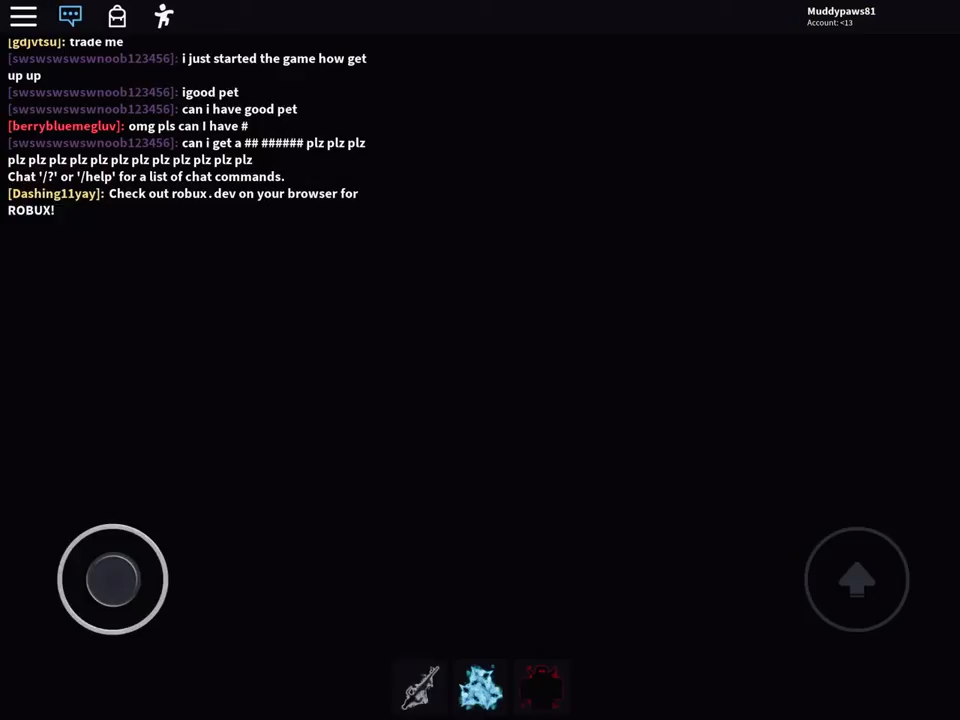 Muddypaws81
Account: <13
[gdjvtsu]: trade me
[swswswswswnoob123456]: i just started the game how get
up up
[swswswswswnoob123456]: igood pet
[swswswswswnoob123456]: can i have good pet
[berrybluemegluv]: omg pls can I have #
[swswswswswnoob123456]: can i get a ## ###### plz plz plz
plz plz plz plz plz plz plz plz plz plz plz plz
Chat '/?' or '/help' for a list of chat commands.
[Dashing11yay]: Check out robux.dev on your browser for
ROBUX!